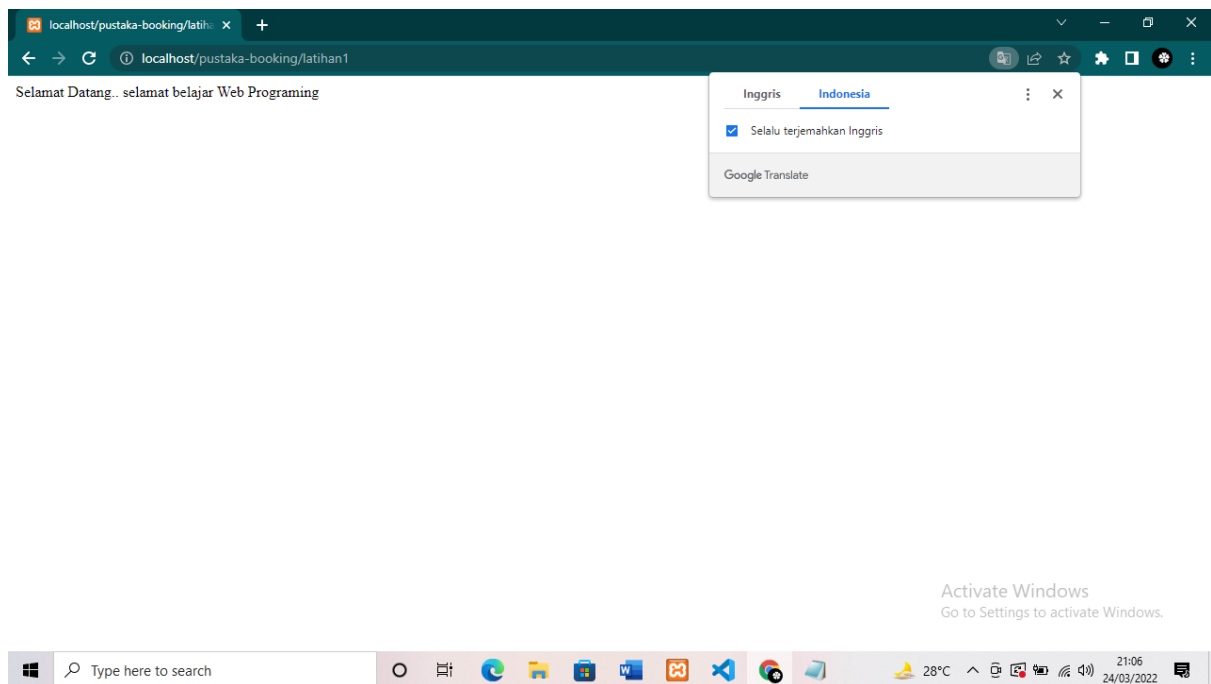 localhost/pustaka-booking/latiha
localhost/pustaka-booking/latihan1
Selamat Datang.. selamat belajar Web Programing
Inggris Indonesia
Selalu terjemahkan Inggris
Google Translate
Activate Windows
Go to Settings to activate Windows.
Type here to search
28°C
21:06
24/03/2022